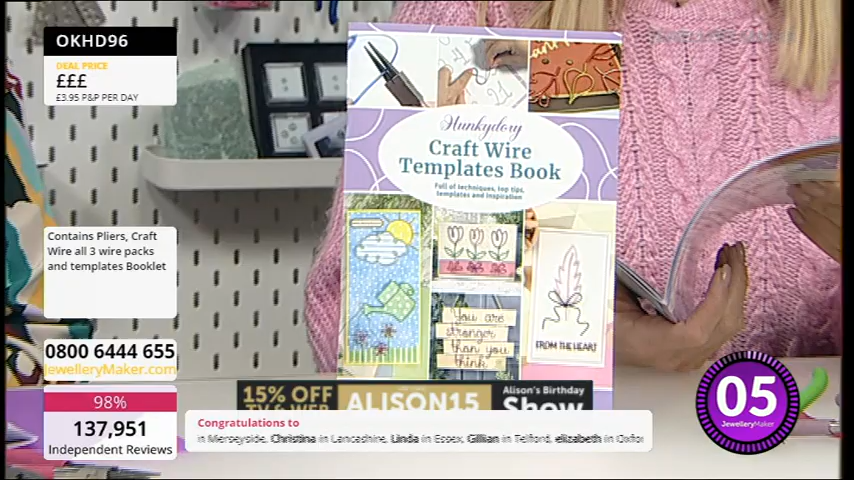 OKHD96
DEAL PRICE
£££
£3.95 P&P PER DAY
Hunkydory
Craft Wire
Templates Book
Full of techniques, top tips,
templates and inspiration
You are
stronger
than you
think
FROM THE HEART
Contains Pliers, Craft
Wire all 3 wire packs
and templates Booklet
0800 6444 655
JewelleryMaker.com
98%
137,951
Independent Reviews
15% OFF
TV & WEB
ALISON15
Alison's Birthday
Show
Congratulations to
in Merseyside, Christina in Lancashire, Linda in Essex, Gillian in Telford, elizabeth in Oxfor
05
JewelleryMaker